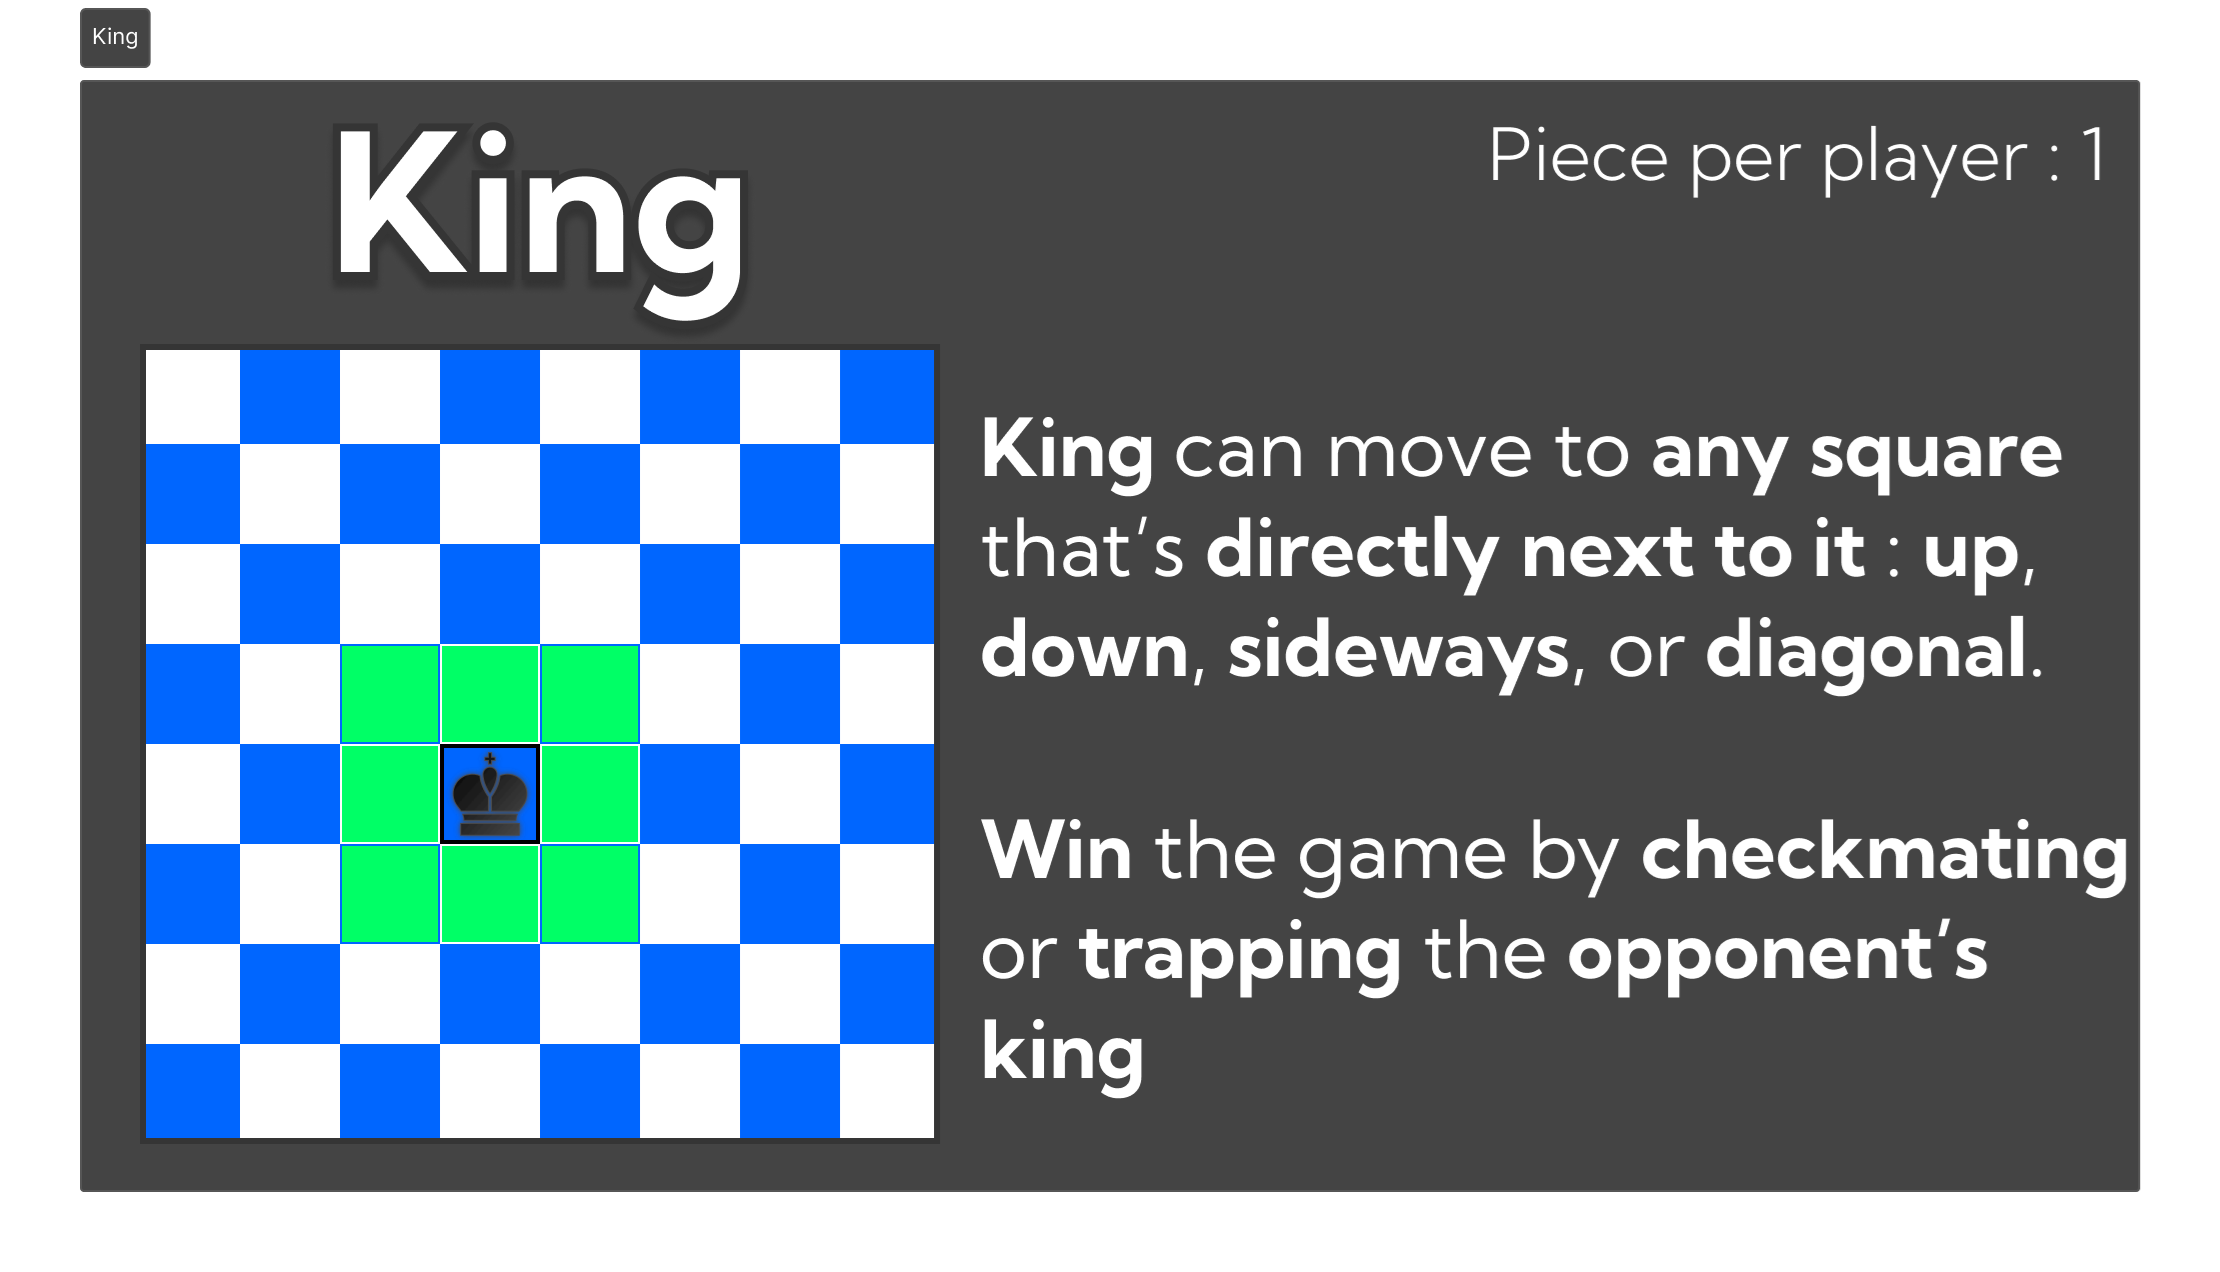 King
King
Piece per player : 1
King can move to any square
that’s directly next to it : up,
down, sideways, or diagonal.
Win the game by checkmating
or trapping the opponent’s
king